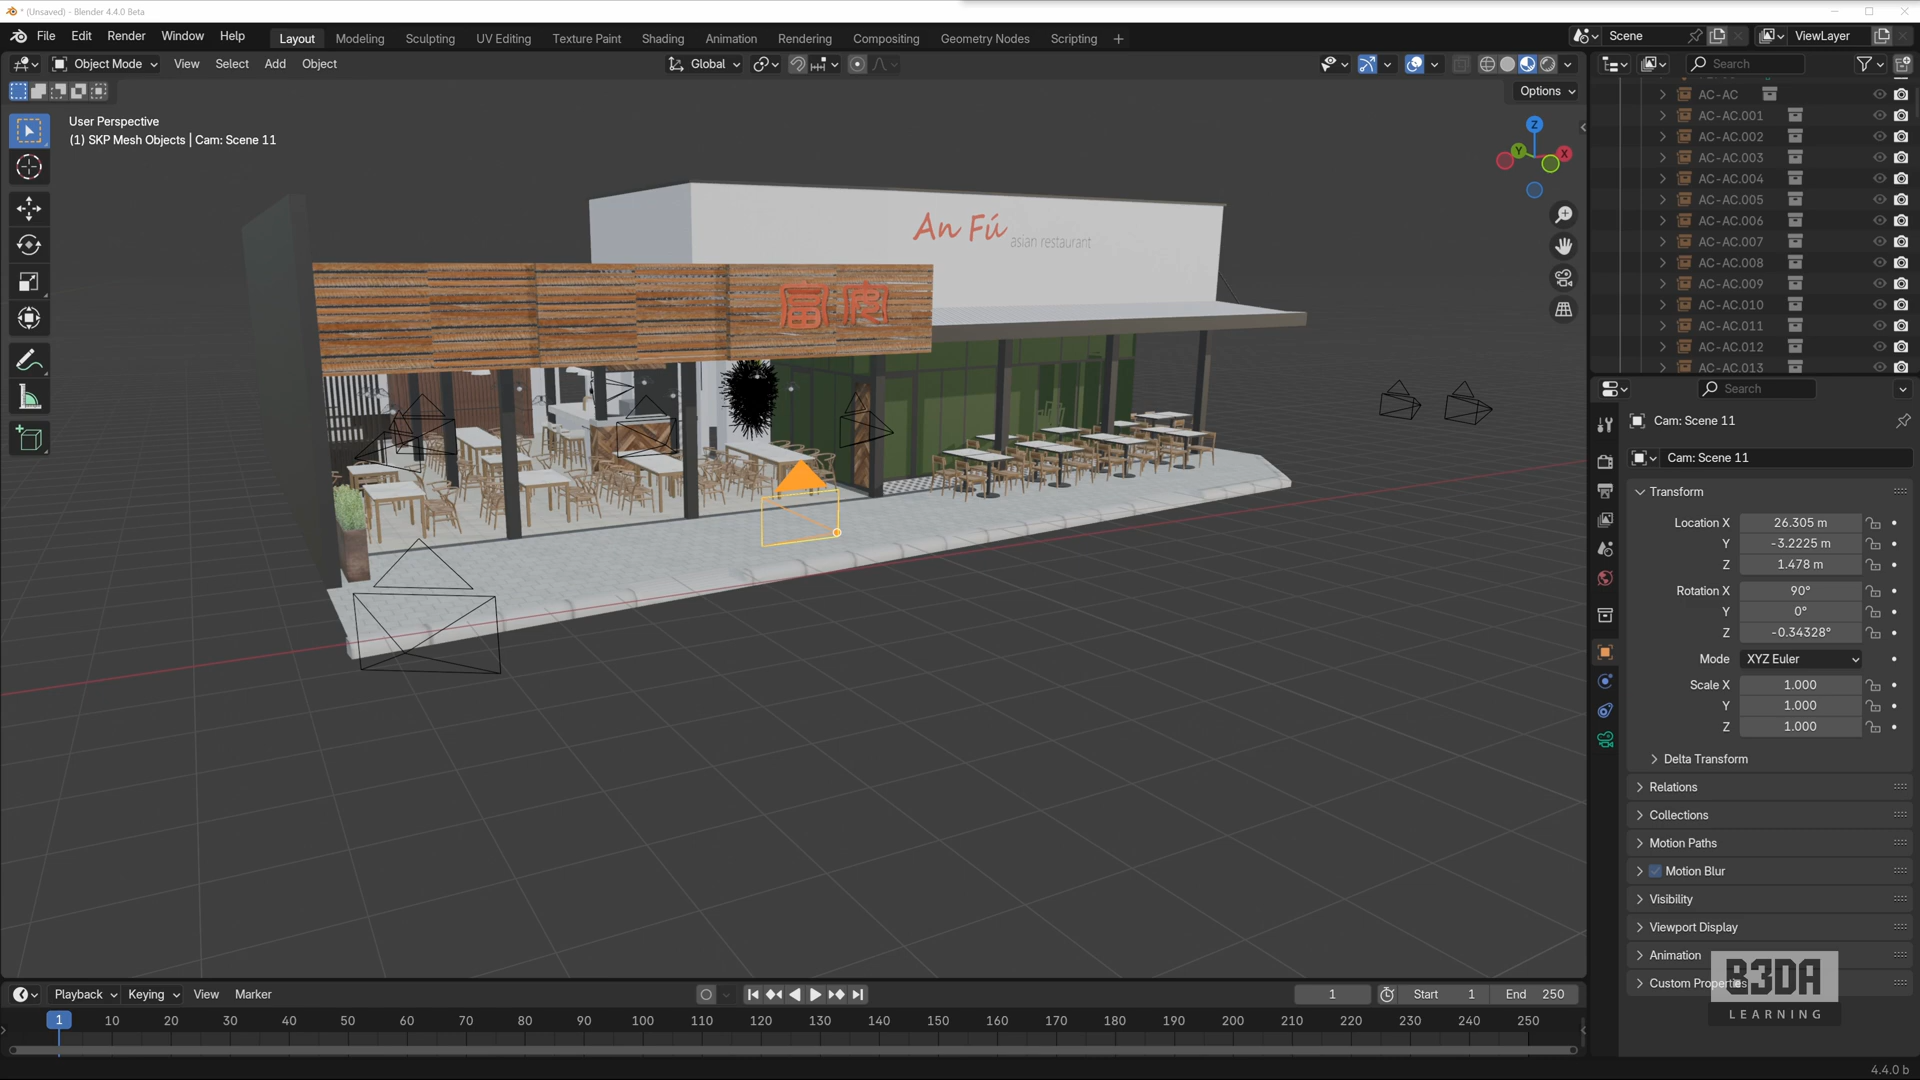 * (Unsaved) - Blender 4.4.0 Beta
File Edit Render Window Help
Layout Modeling Sculpting UV Editing Texture Paint Shading Animation Rendering Compositing Geometry Nodes Scripting +
Scene
ViewLayer
Object Mode View Select Add Object
Global
Search
Options
User Perspective
(1) SKP Mesh Objects | Cam: Scene 11
Z
Y
X
An Fú
asian restaurant
AC-AC
AC-AC.001
AC-AC.002
AC-AC.003
AC-AC.004
AC-AC.005
AC-AC.006
AC-AC.007
AC-AC.008
AC-AC.009
AC-AC.010
AC-AC.011
AC-AC.012
AC-AC.013
Search
Cam: Scene 11
Cam: Scene 11
Transform
Location X 26.305 m
Y -3.2225 m
Z 1.478 m
Rotation X 90°
Y 0°
Z -0.34328°
Mode XYZ Euler
Scale X 1.000
Y 1.000
Z 1.000
Delta Transform
Relations
Collections
Motion Paths
Motion Blur
Visibility
Viewport Display
Animation
Custom Properties
B3DA
LEARNING
Playback Keying View Marker
1
Start 1
End 250
1 10 20 30 40 50 60 70 80 90 100 110 120 130 140 150 160 170 180 190 200 210 220 230 240 250
4.4.0 b